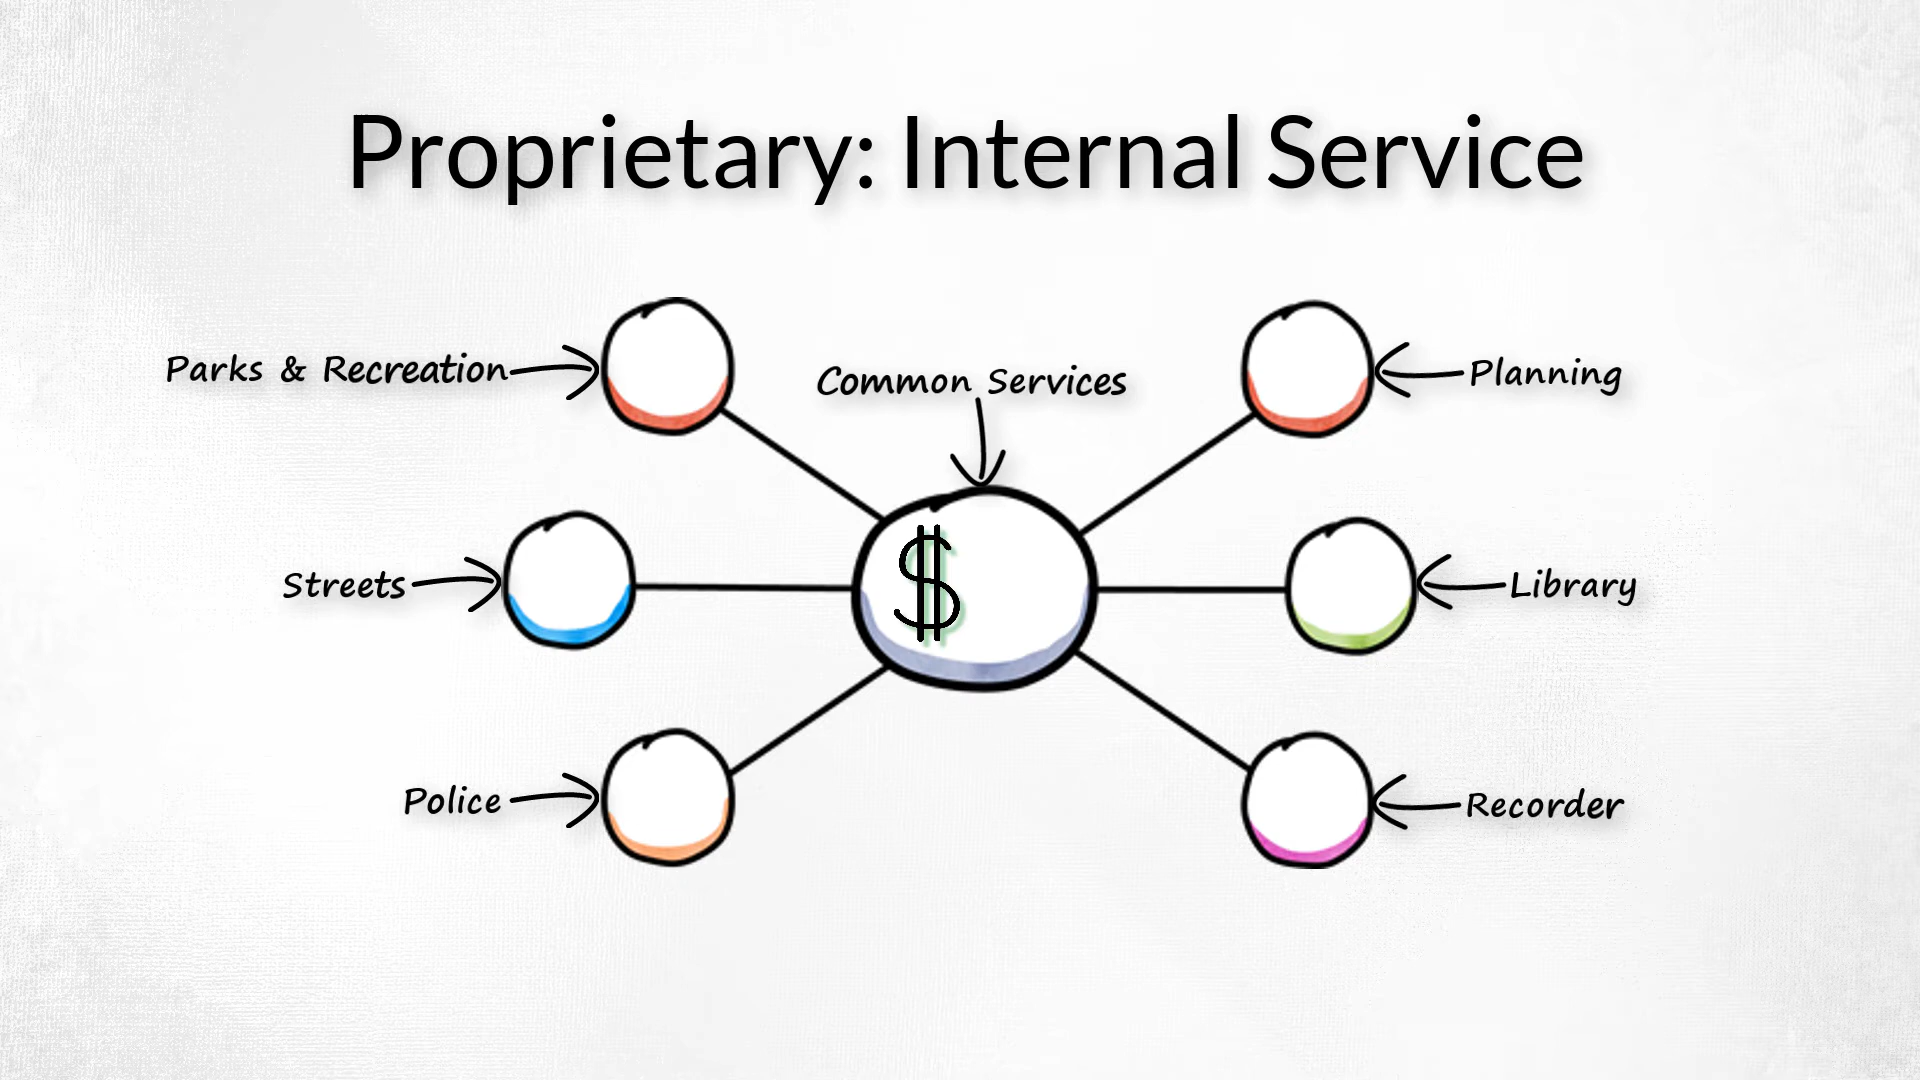 Proprietary: Internal Service
Parks & Recreation
Common Services
Planning
$
Streets
Library
Police
Recorder